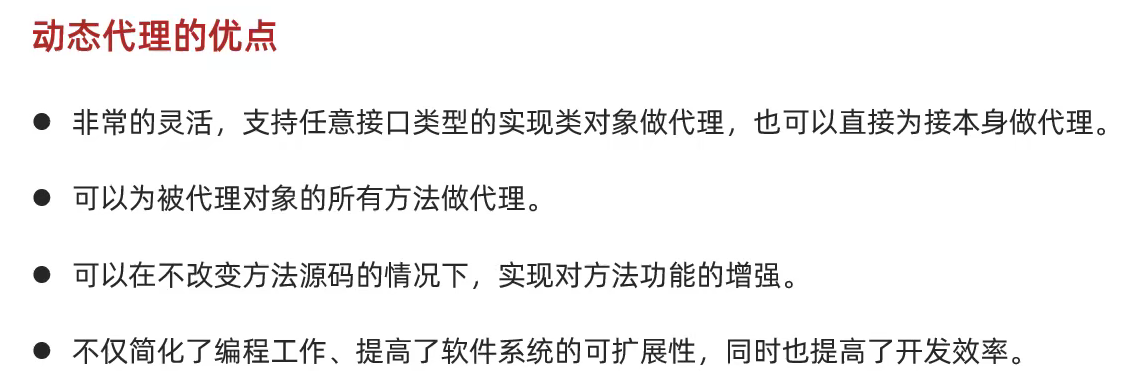 动态代理的优点
● 非常的灵活，支持任意接口类型的实现类对象做代理，也可以直接为接本身做代理。
● 可以为被代理对象的所有方法做代理。
● 可以在不改变方法源码的情况下，实现对方法功能的增强。
● 不仅简化了编程工作、提高了软件系统的可扩展性，同时也提高了开发效率。